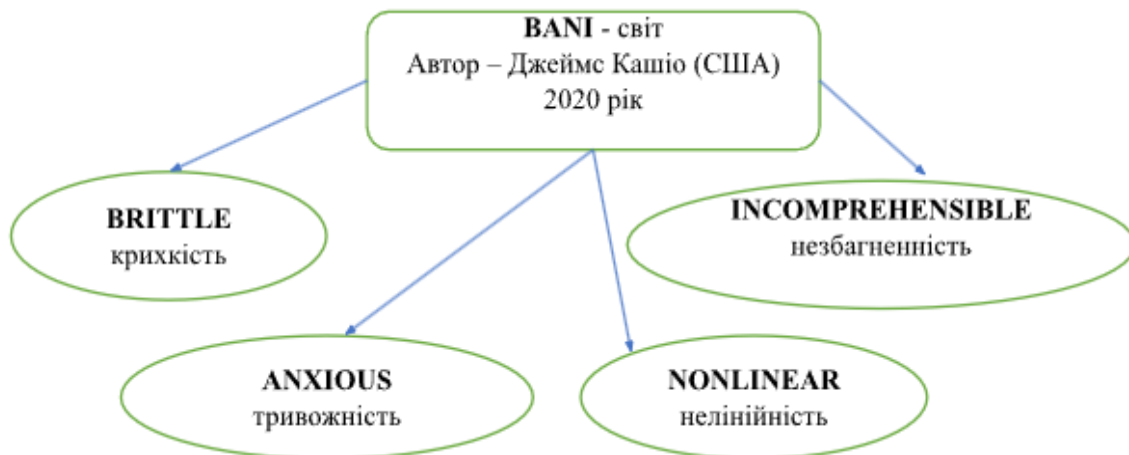 BANI - світ
Автор – Джеймс Кашіо (США)
2020 рік
BRITTLE
крихкість
INCOMPREHENSIBLE
незбагненність
ANXIOUS
тривожність
NONLINEAR
нелінійність